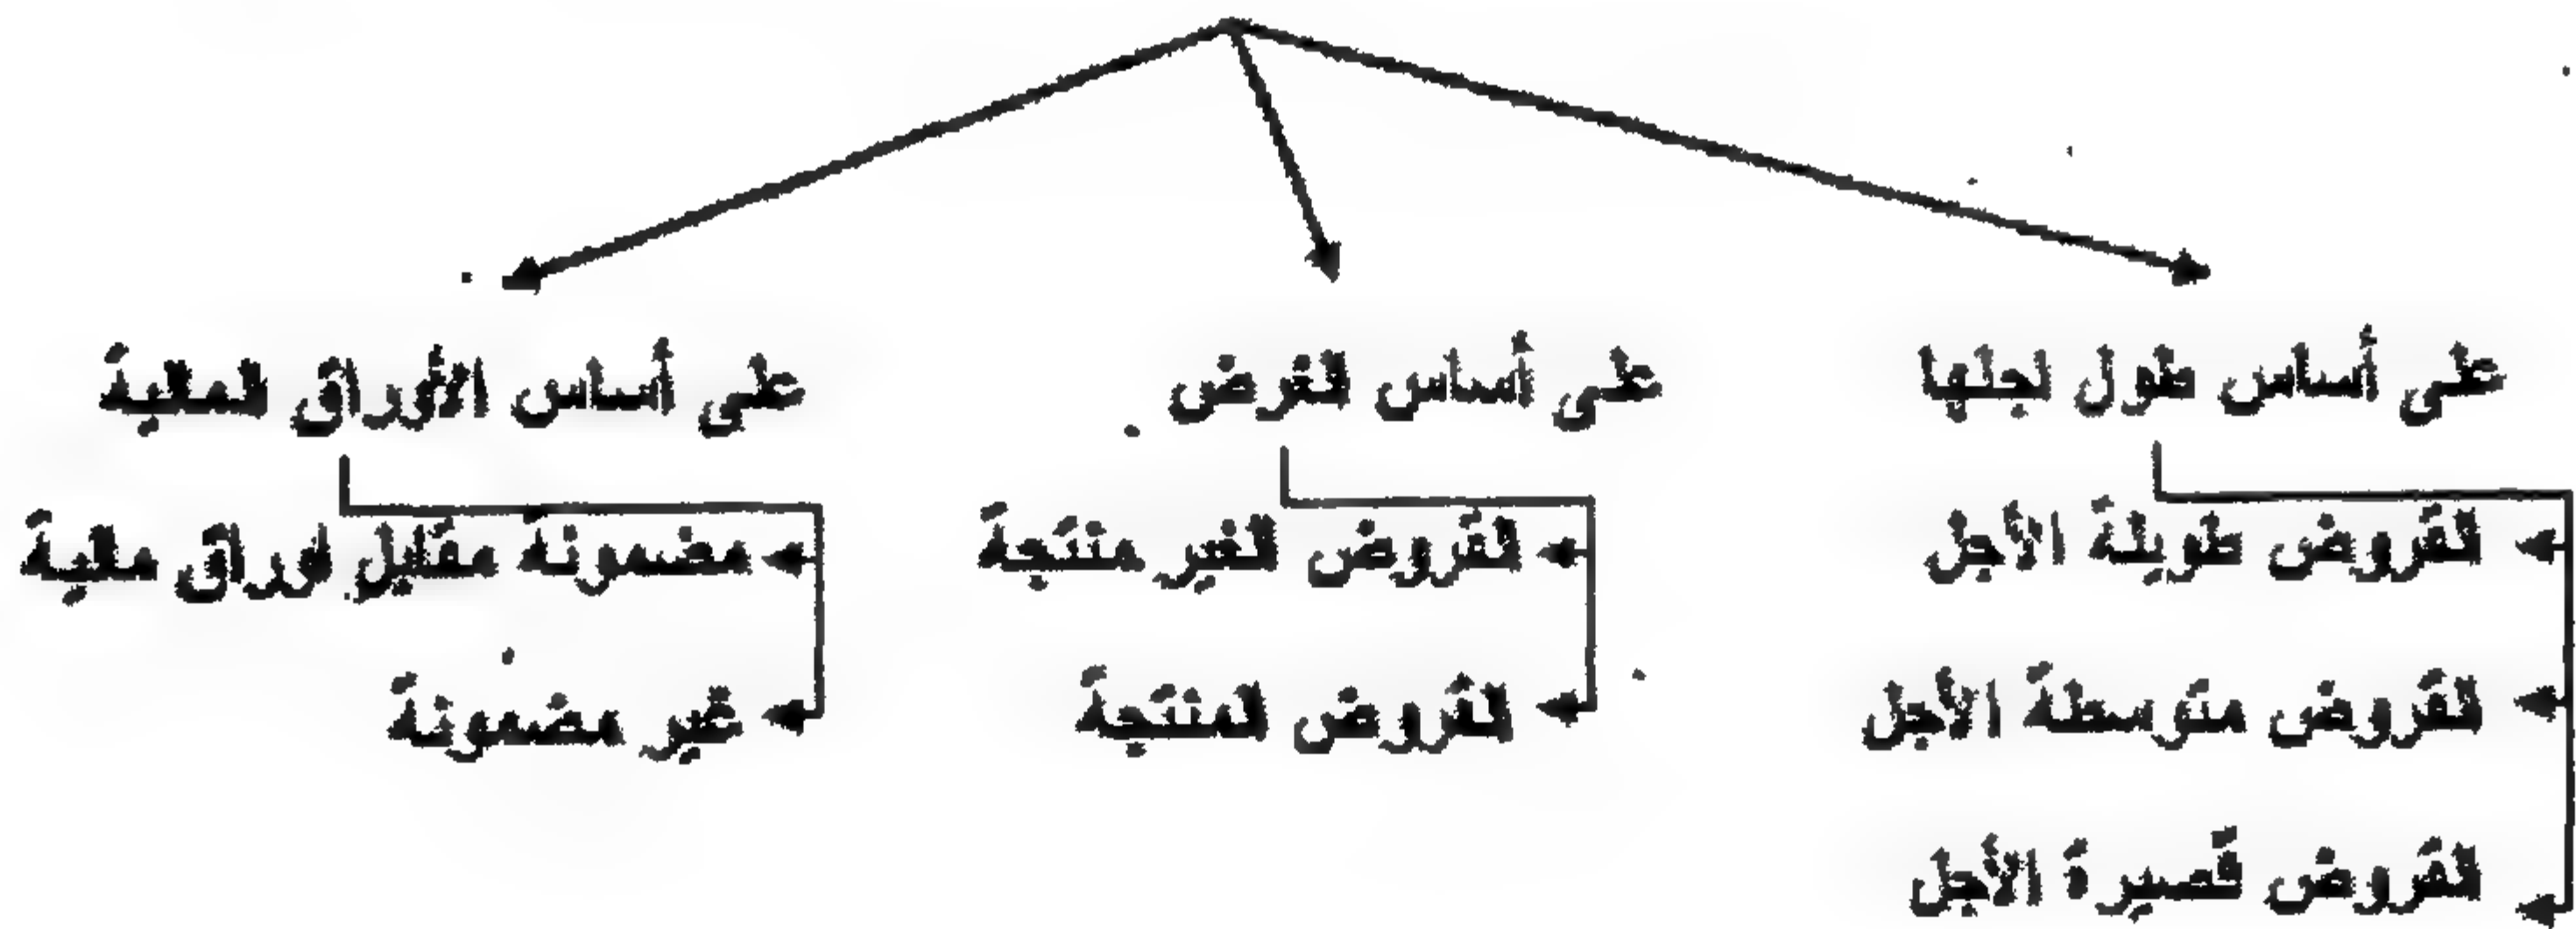 على أساس طول اجلها
القروض طويلة الأجل
القروض متوسطة الأجل
القروض قصيرة الأجل
على أساس الغرض
القروض الغير منتجة
القروض المنتجة
على أساس الأوراق المالية
مضمونة مقابل اوراق مالية
غير مضمونة